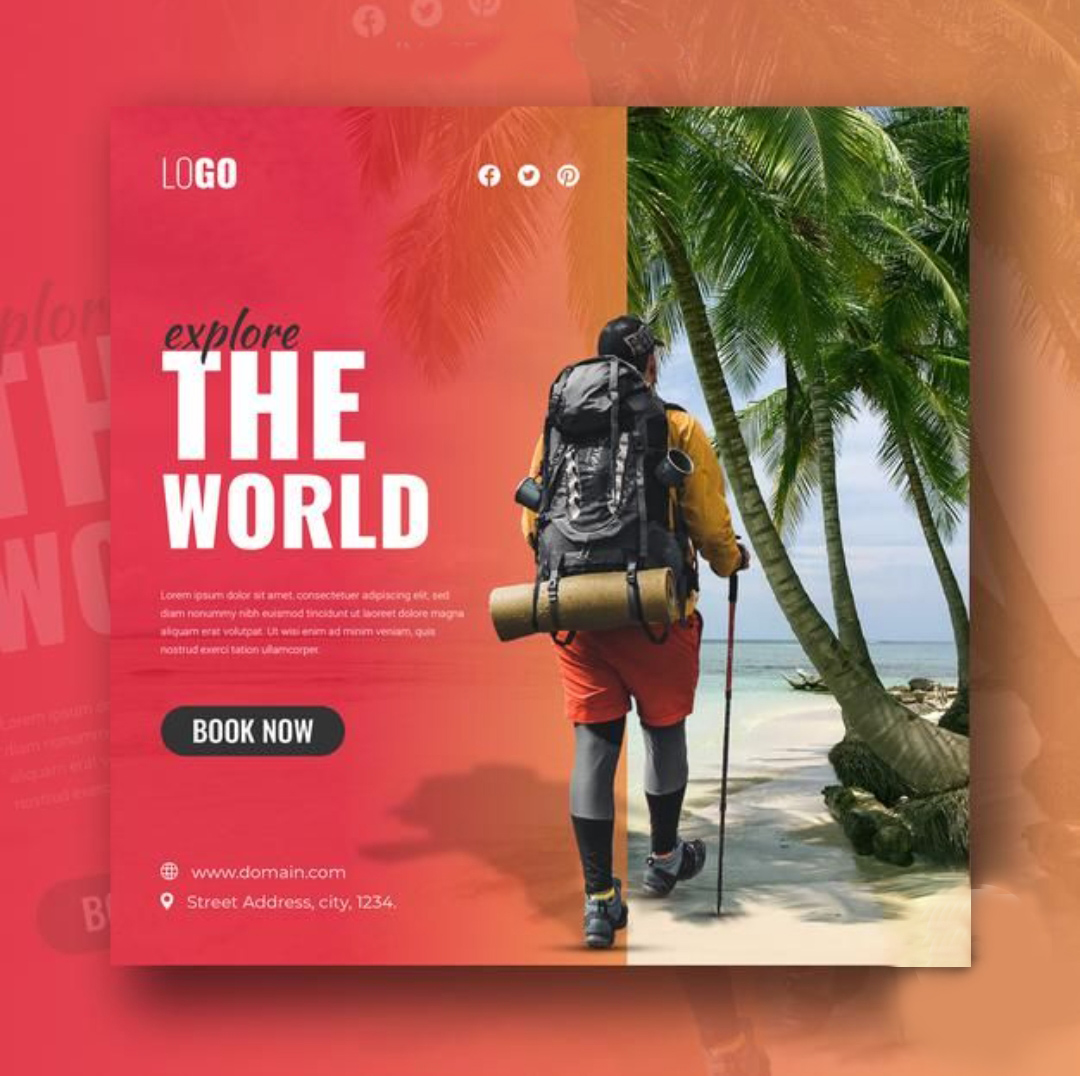 LOGO
explore
THE
WORLD
Lorem ipsum dolor sit amet, consectetuer adipiscing elit, sed
diam nonummy nibh euismod tincidunt ut laoreet dolore magna
aliquam erat volutpat. Ut wisi enim ad minim veniam, quis
nostrud exerci tation ullamcorper.
BOOK NOW
www.domain.com
Street Address, city, 1234.